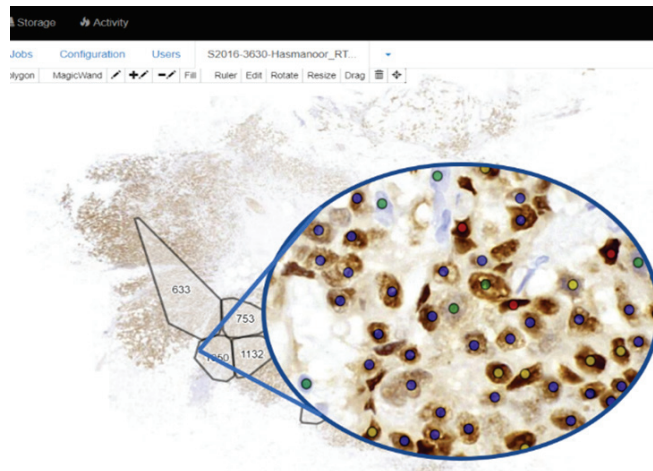 Storage Activity
Jobs Configuration Users S2016-3630-Hasmanoor_RT...
olygon MagicWand Fill Ruler Edit Rotate Resize Drag
633
753
1132